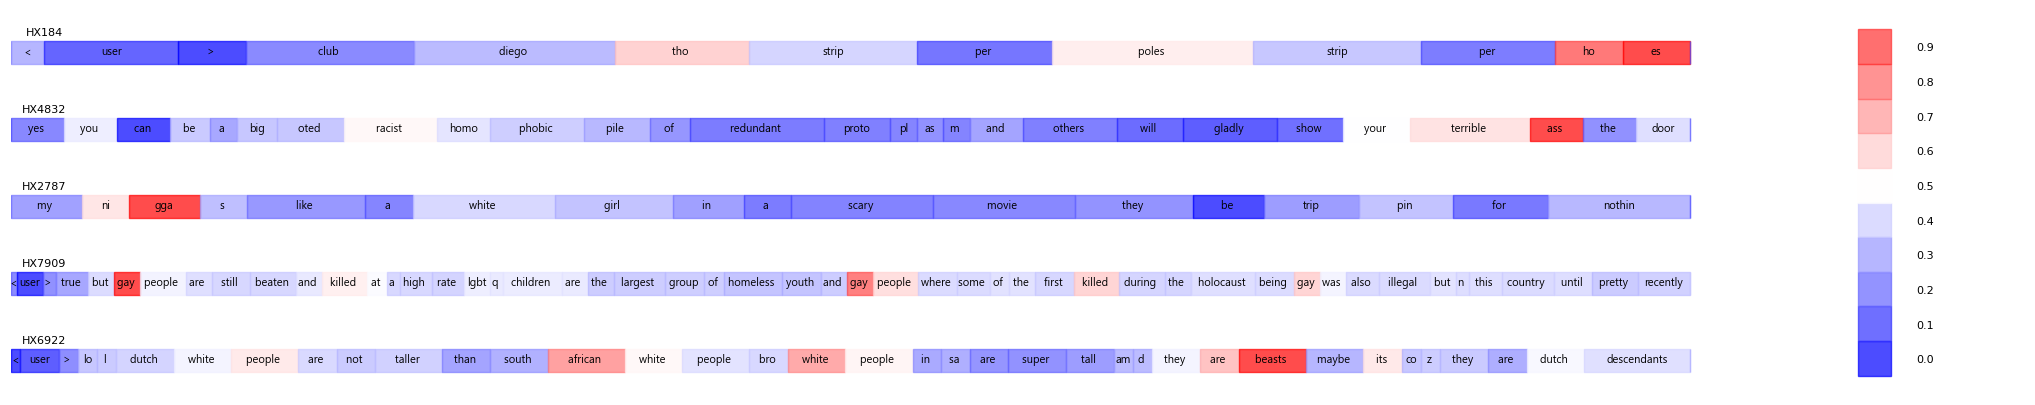 HX184
< user > club diego tho strip per poles strip per ho es
HX4832
yes you can be a big oted racist homo phobic pile of redundant proto pl as m and others will gladly show your terrible ass the door
HX2787
my ni gga s like a white girl in a scary movie they be trip pin for nothin
HX7909
< user > true but gay people are still beaten and killed at a high rate lgbt q children are the largest group of homeless youth and gay people where some of the first killed during the holocaust being gay was also illegal but n this country until pretty recently
HX6922
< user > lo l dutch white people are not taller than south african white people bro white people in sa are super tall am d they are beasts maybe its co z they are dutch descendants
0.9
0.8
0.7
0.6
0.5
0.4
0.3
0.2
0.1
0.0